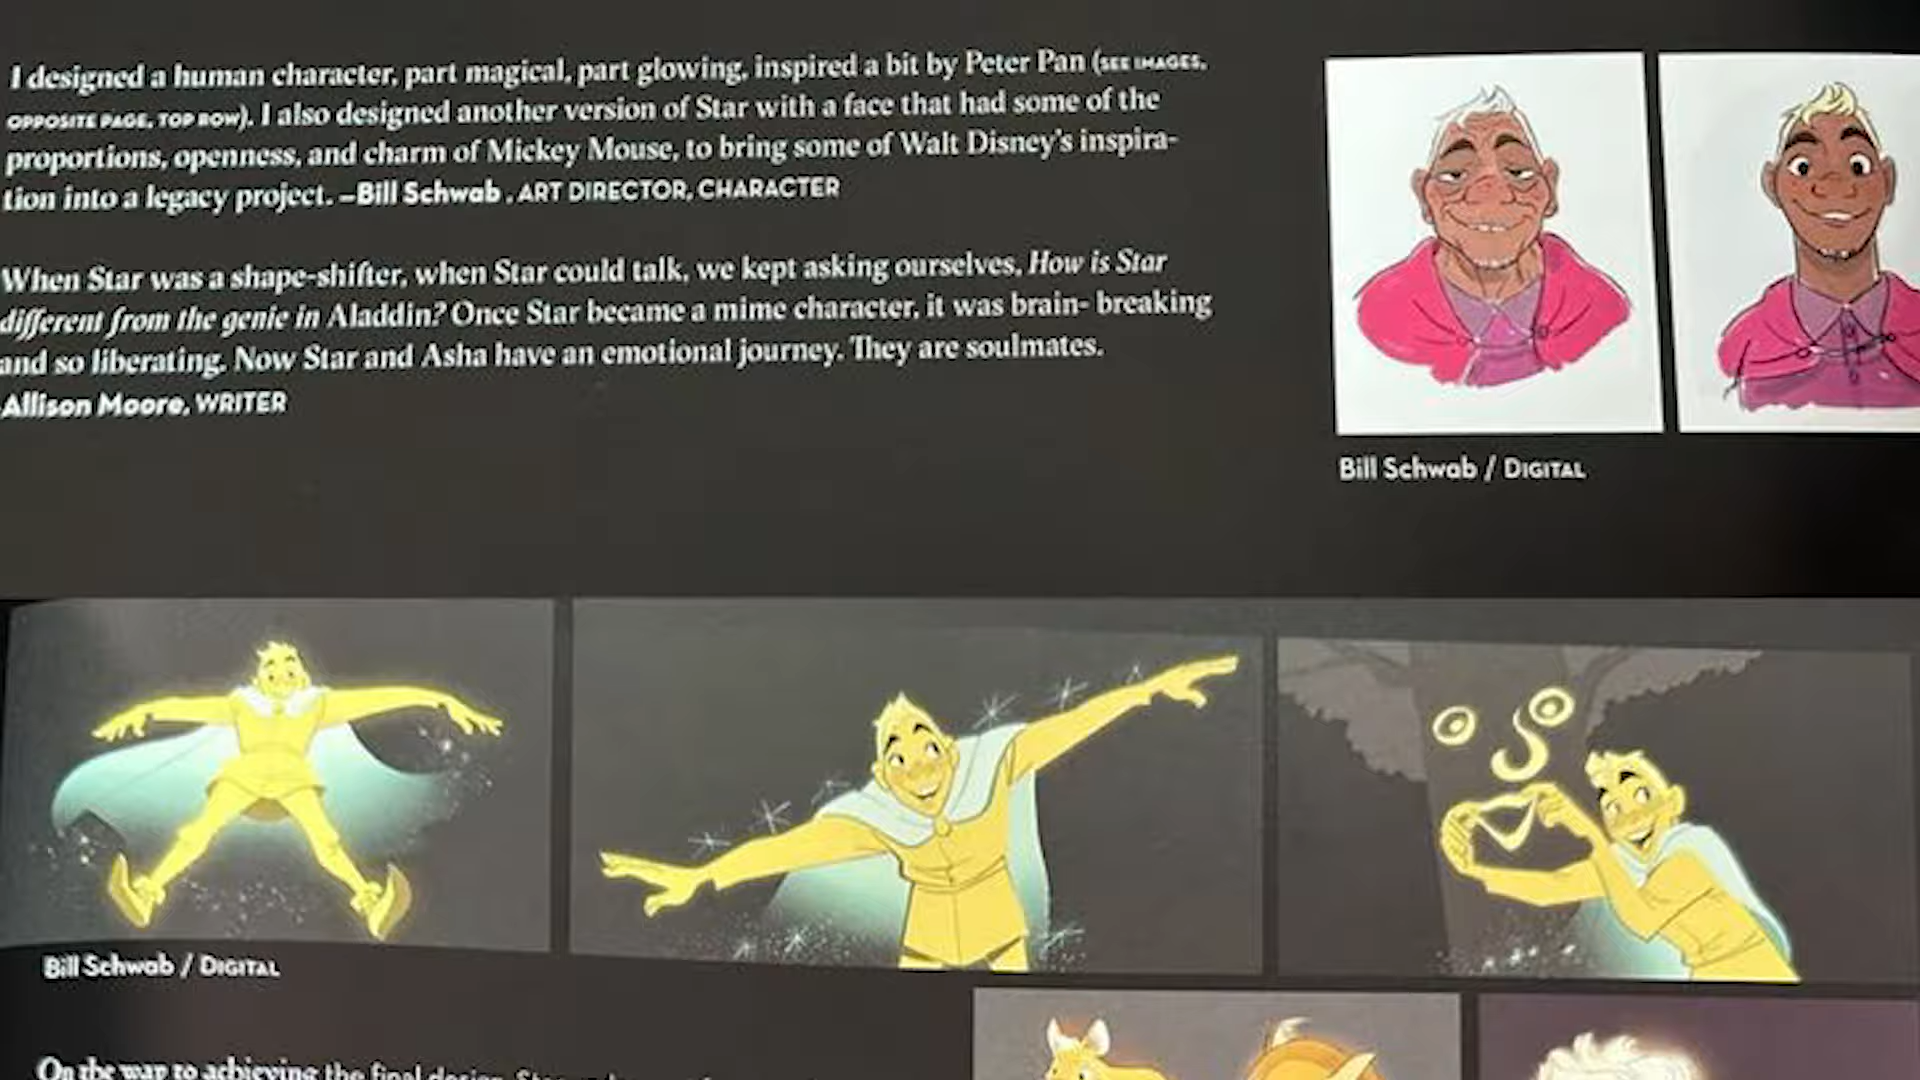 I designed a human character, part magical, part glowing, inspired a bit by Peter Pan (SEE IMAGES,
OPPOSITE PAGE, TOP ROW). I also designed another version of Star with a face that had some of the
proportions, openness, and charm of Mickey Mouse, to bring some of Walt Disney's inspira-
tion into a legacy project. —Bill Schwab , ART DIRECTOR, CHARACTER
When Star was a shape-shifter, when Star could talk, we kept asking ourselves, How is Star
different from the genie in Aladdin? Once Star became a mime character, it was brain- breaking
and so liberating. Now Star and Asha have an emotional journey. They are soulmates.
Allison Moore, WRITER
Bill Schwab / DIGITAL
Bill Schwab / DIGITAL
On the way to achieving the final design, Star